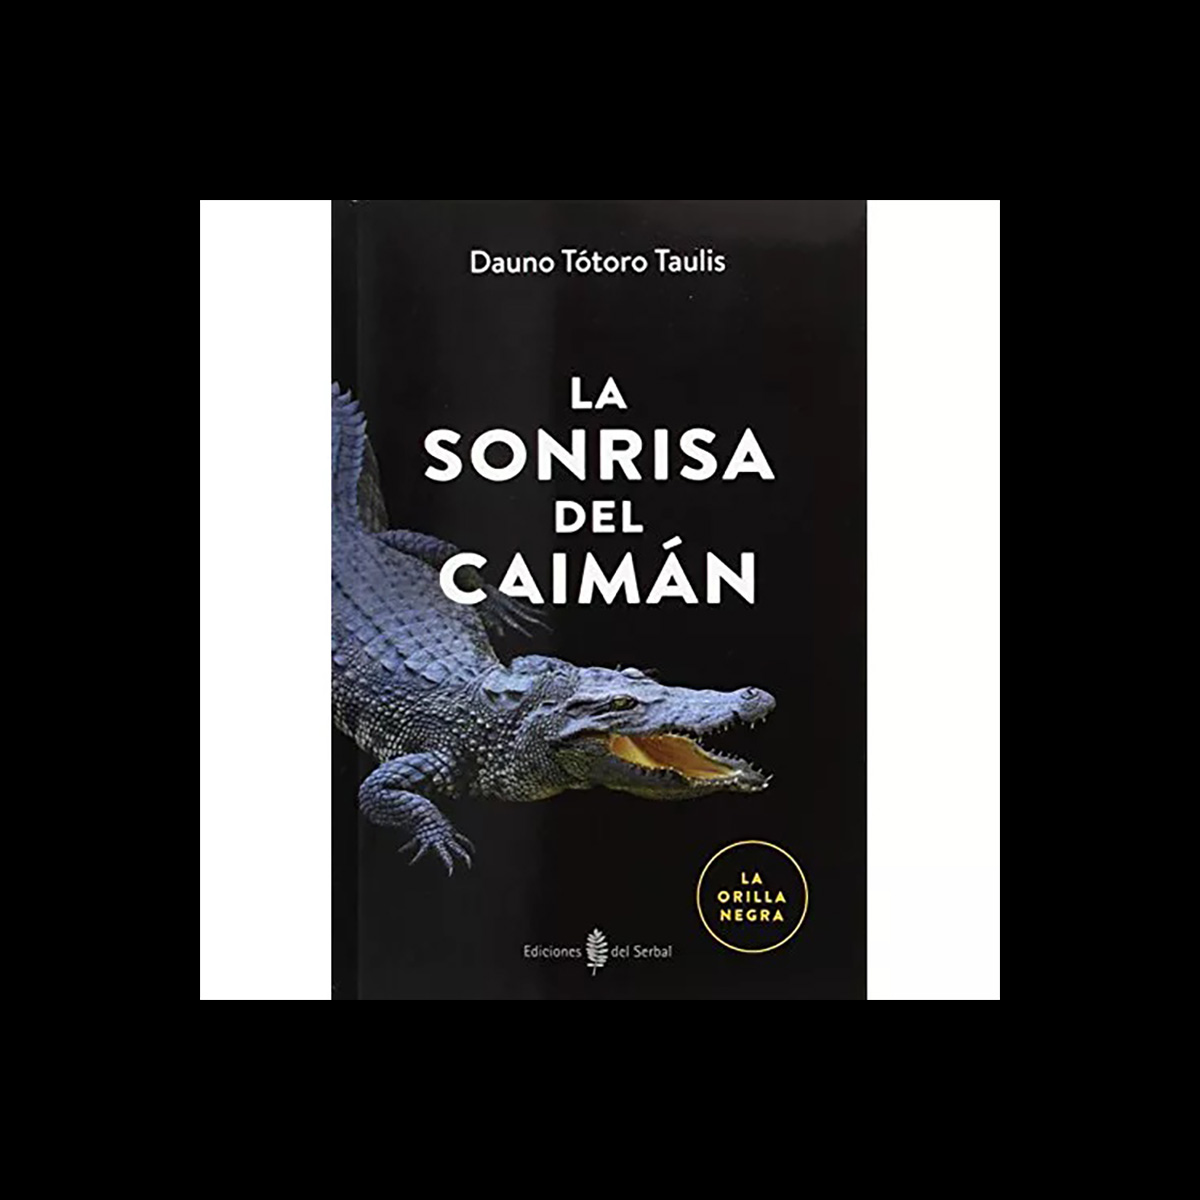 Dauno Tótoro Taulis
LA
SONRISA
DEL
CAIMÁN
LA
ORILLA
NEGRA
Ediciones del Serbal